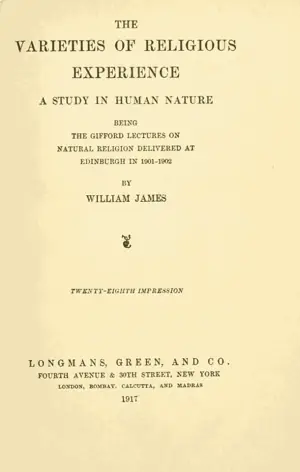 THE
VARIETIES OF RELIGIOUS
EXPERIENCE
A STUDY IN HUMAN NATURE
BEING
THE GIFFORD LECTURES ON
NATURAL RELIGION DELIVERED AT
EDINBURGH IN 1901-1902
BY
WILLIAM JAMES
TWENTY-EIGHTH IMPRESSION
LONGMANS, GREEN, AND CO.
FOURTH AVENUE & 30TH STREET, NEW YORK
LONDON, BOMBAY, CALCUTTA, AND MADRAS
1917